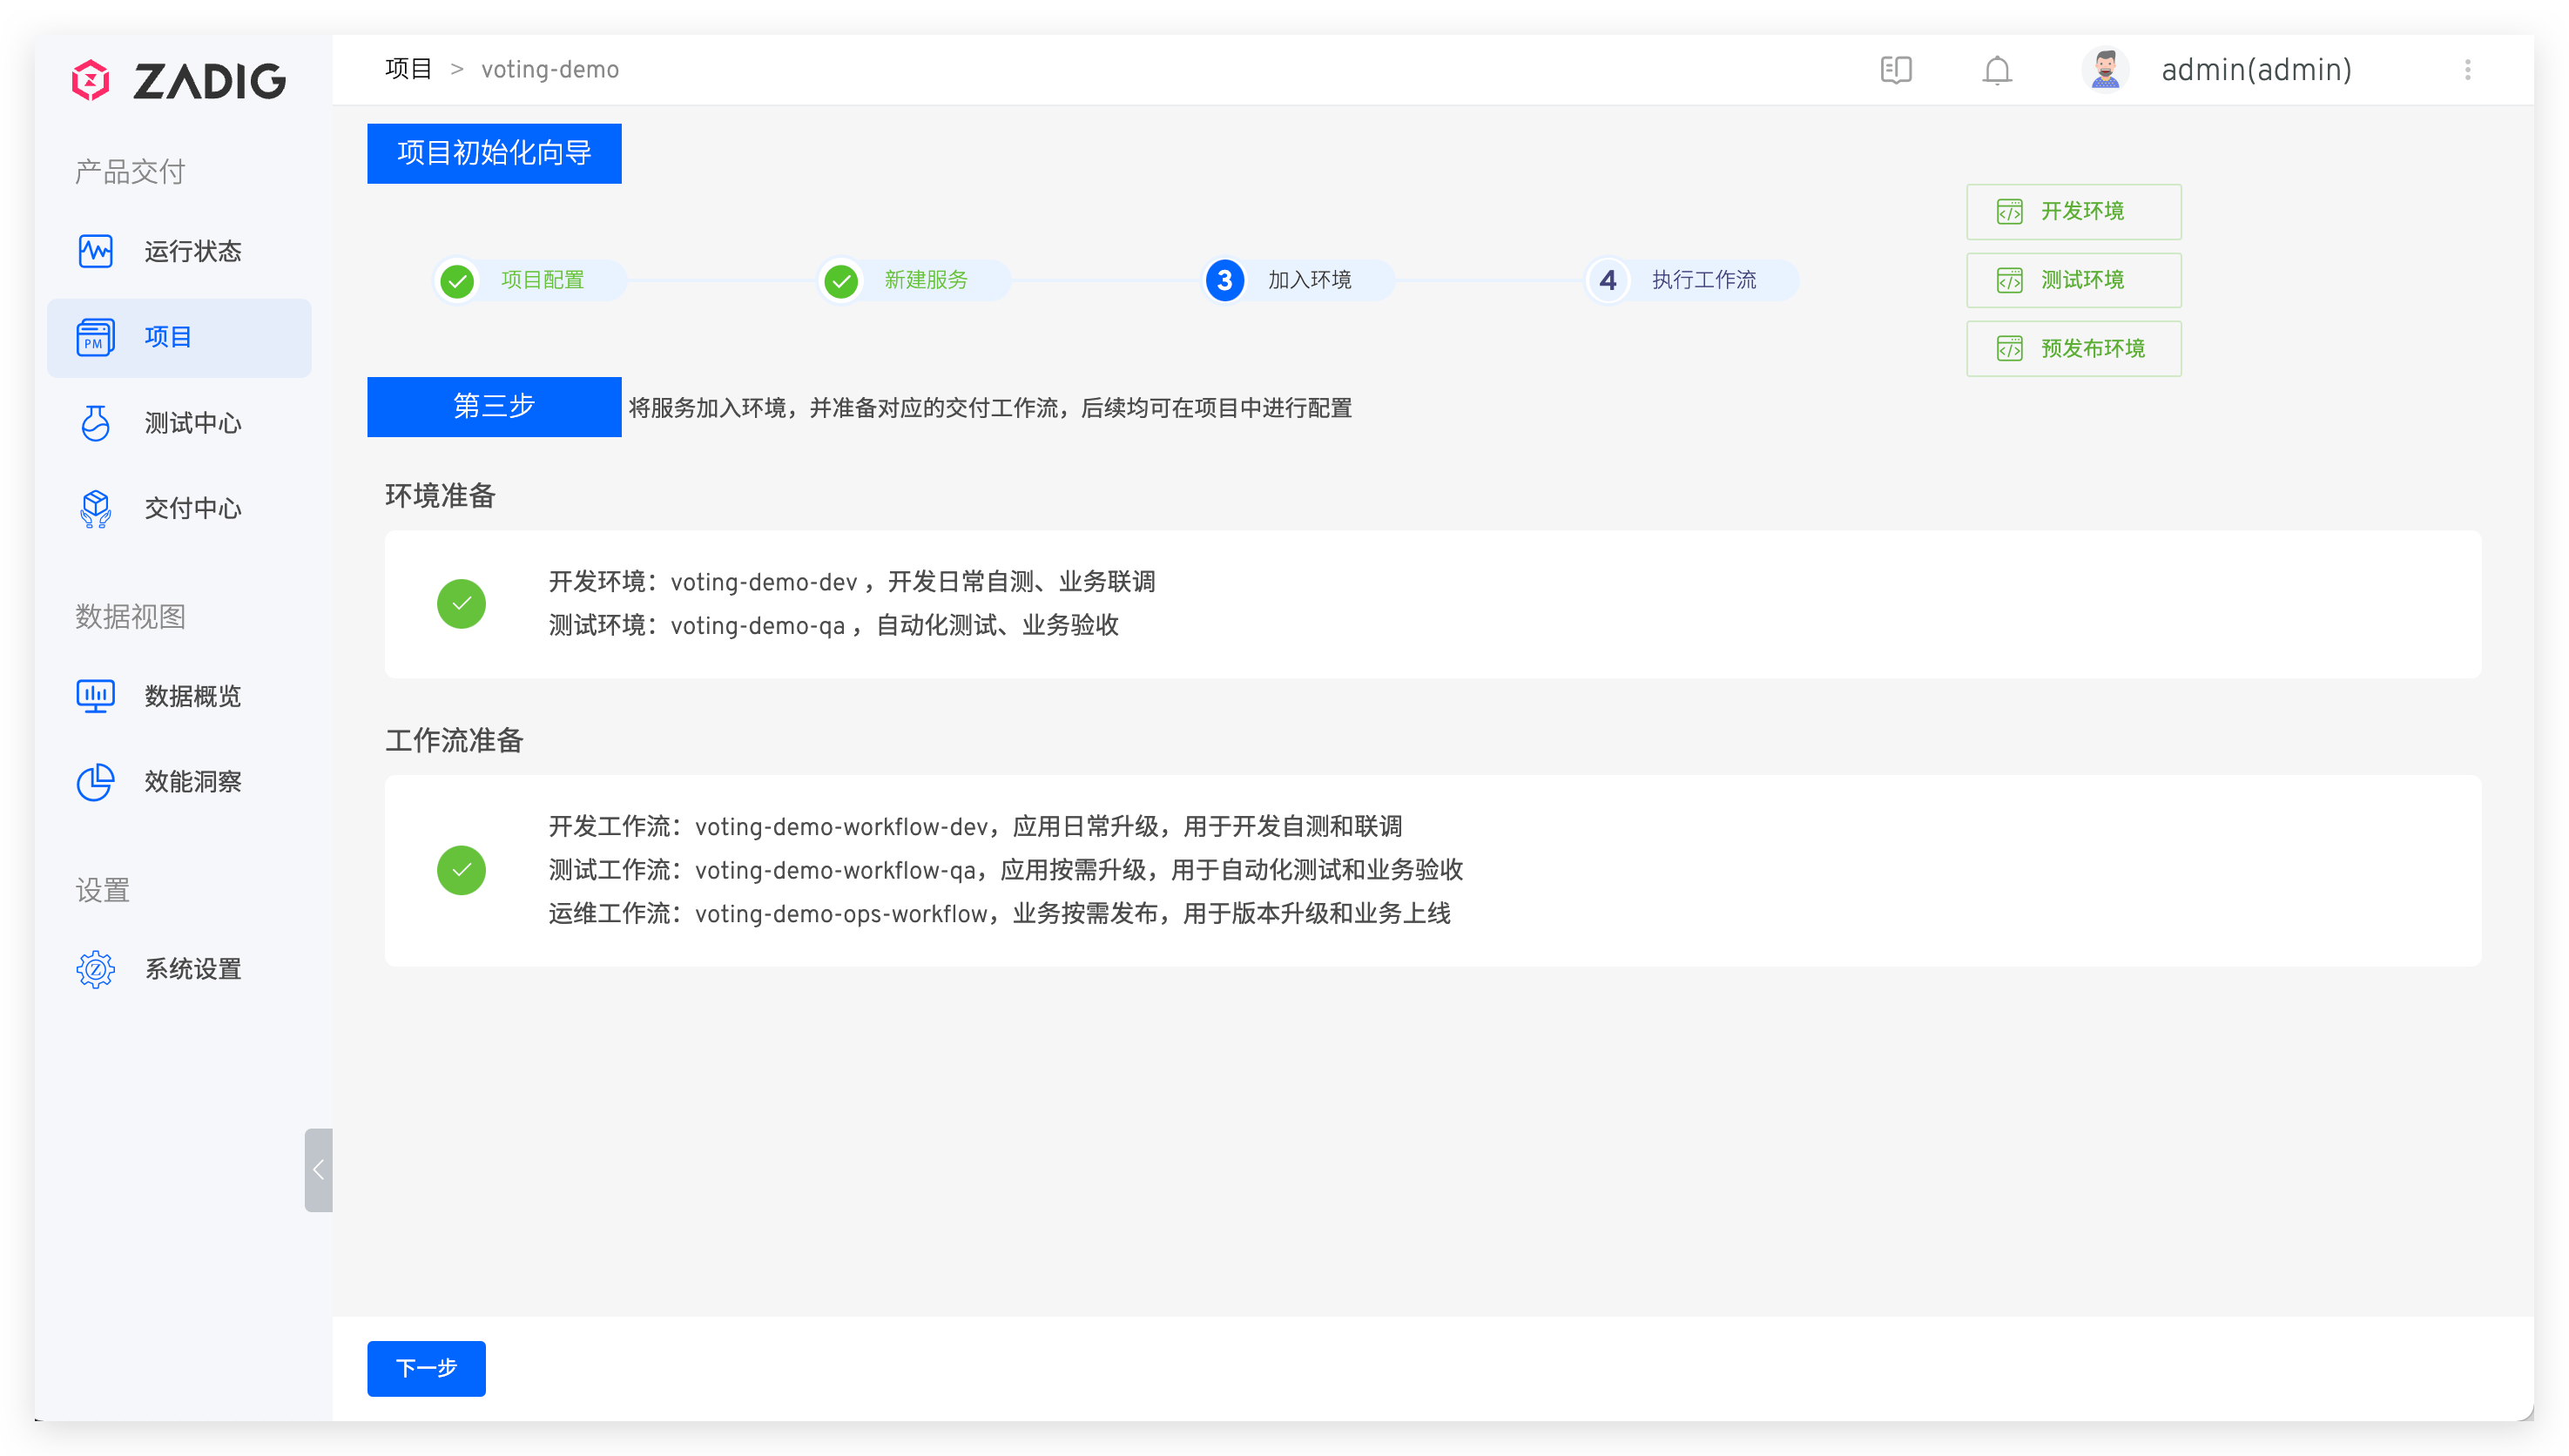 ZADIG
产品交付
运行状态
PM
项目
测试中心
交付中心
数据视图
数据概览
效能洞察
设置
Z
系统设置
项目 > voting-demo
admin(admin)
项目初始化向导
项目配置
新建服务
3 加入环境
4 执行工作流
开发环境
测试环境
预发布环境
第三步 将服务加入环境，并准备对应的交付工作流，后续均可在项目中进行配置
环境准备
开发环境：voting-demo-dev ，开发日常自测、业务联调
测试环境：voting-demo-qa ，自动化测试、业务验收
工作流准备
开发工作流：voting-demo-workflow-dev，应用日常升级，用于开发自测和联调
测试工作流：voting-demo-workflow-qa，应用按需升级，用于自动化测试和业务验收
运维工作流：voting-demo-ops-workflow，业务按需发布，用于版本升级和业务上线
下一步